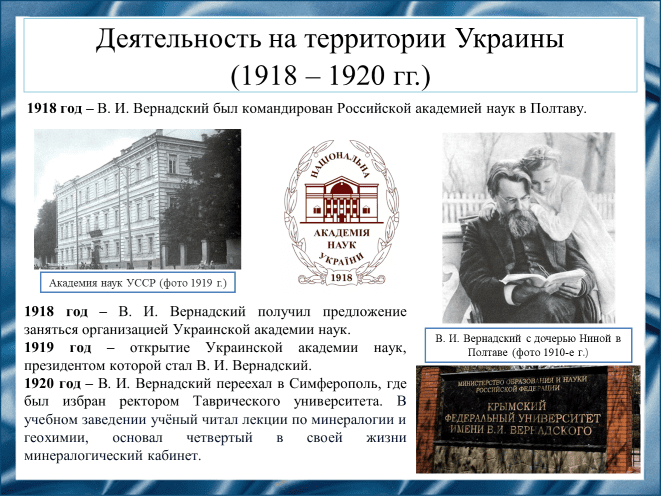 Деятельность на территории Украины
(1918 – 1920 гг.)
1918 год – В. И. Вернадский был командирован Российской академией наук в Полтаву.
НАЦІОНАЛЬНА
АКАДЕМІЯ
НАУК
УКРАЇНИ
1918
Академия наук УССР (фото 1919 г.)
1918 год – В. И. Вернадский получил предложение
заняться организацией Украинской академии наук.
1919 год – открытие Украинской академии наук,
президентом которой стал В. И. Вернадский.
1920 год – В. И. Вернадский переехал в Симферополь, где
был избран ректором Таврического университета. В
учебном заведении учёный читал лекции по минералогии и
геохимии, основал четвертый в своей жизни
минералогический кабинет.
В. И. Вернадский с дочерью Ниной в
Полтаве (фото 1910-е г.)
МИНИСТЕРСТВО ОБРАЗОВАНИЯ И НАУКИ
РОССИЙСКОЙ ФЕДЕРАЦИИ
КРЫМСКИЙ
ФЕДЕРАЛЬНЫЙ УНИВЕРСИТЕТ
ИМЕНИ В.И. ВЕРНАДСКОГО